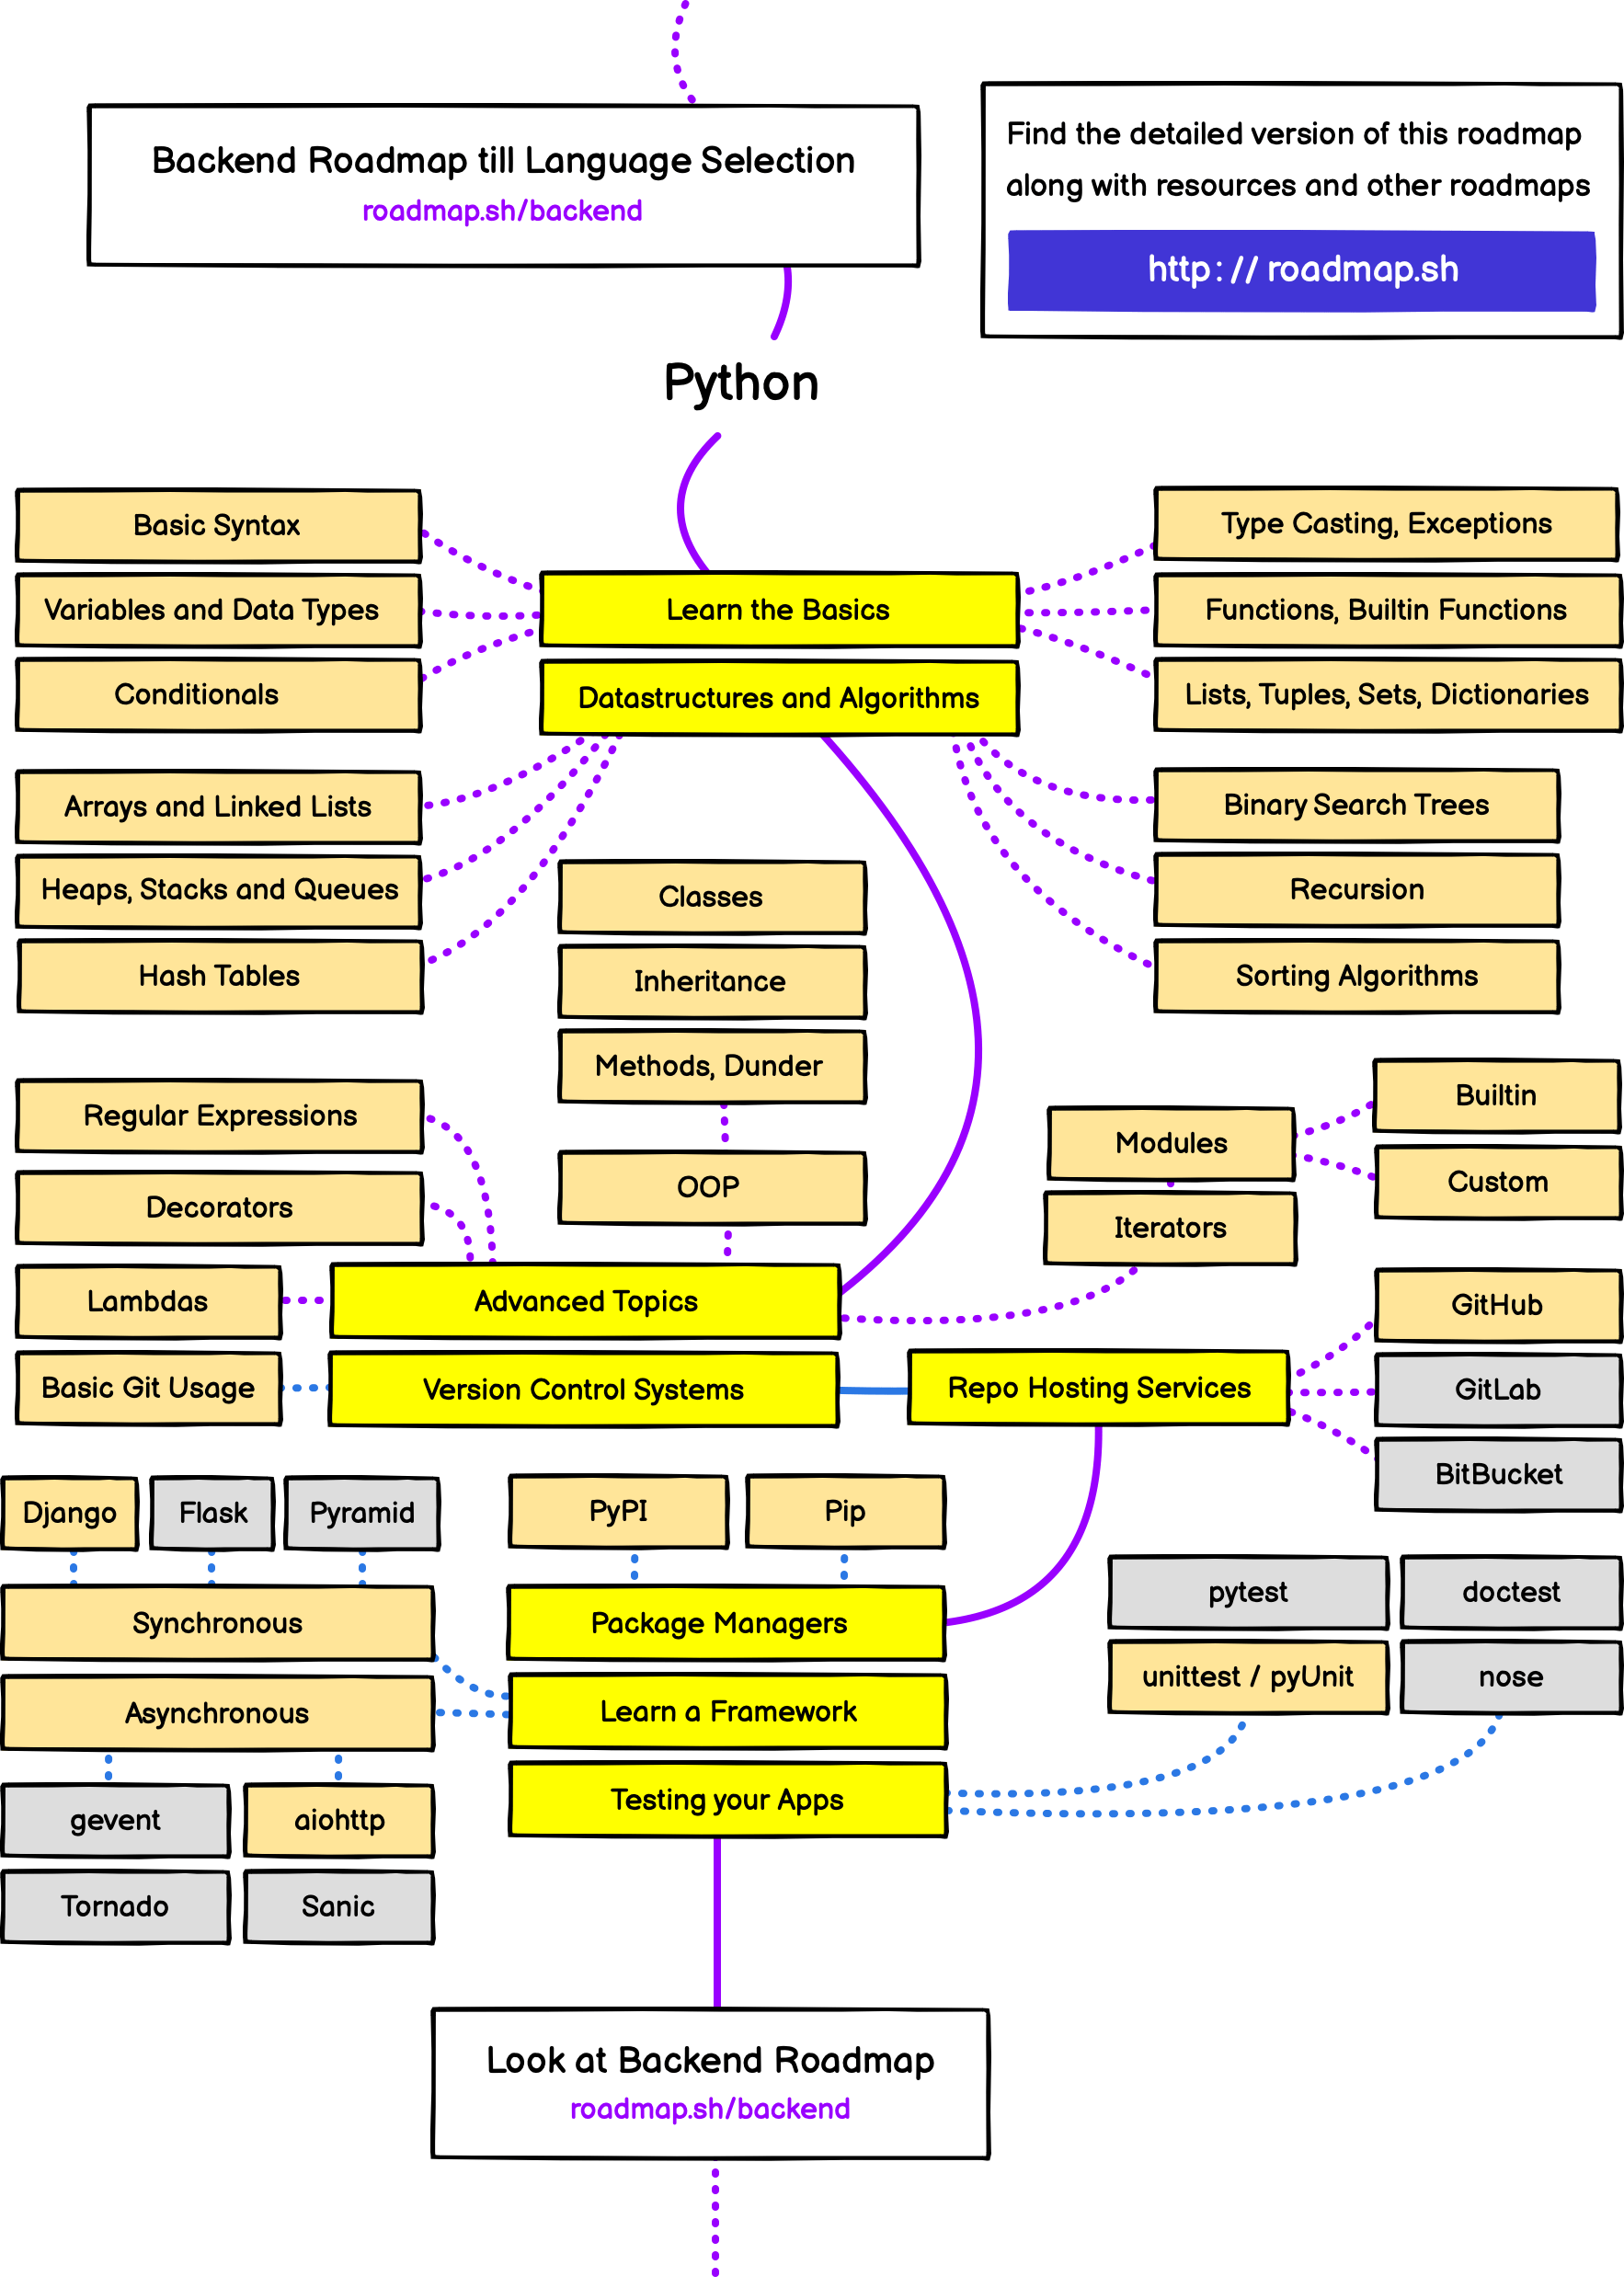 Backend Roadmap till Language Selection
roadmap.sh/backend
Find the detailed version of this roadmap
along with resources and other roadmaps
http://roadmap.sh
Python
Basic Syntax
Variables and Data Types
Conditionals
Learn the Basics
Datastructures and Algorithms
Type Casting, Exceptions
Functions, Builtin Functions
Lists, Tuples, Sets, Dictionaries
Arrays and Linked Lists
Heaps, Stacks and Queues
Hash Tables
Binary Search Trees
Recursion
Sorting Algorithms
Classes
Inheritance
Methods, Dunder
OOP
Regular Expressions
Decorators
Lambdas
Advanced Topics
Modules
Iterators
Builtin
Custom
Basic Git Usage
Version Control Systems
Repo Hosting Services
GitHub
GitLab
BitBucket
Django
Flask
Pyramid
Synchronous
Asynchronous
gevent
aiohttp
Tornado
Sanic
PyPI
Pip
Package Managers
Learn a Framework
Testing your Apps
pytest
doctest
unittest / pyUnit
nose
Look at Backend Roadmap
roadmap.sh/backend